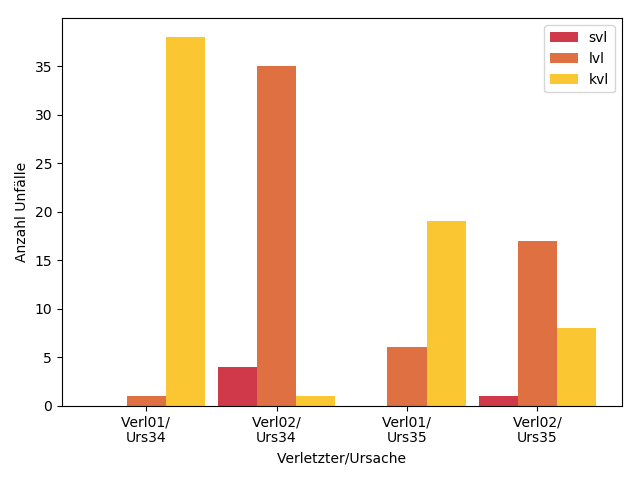 svl
lvl
kvl
Anzahl Unfälle
35
30
25
20
15
10
5
0
Verl01/
Urs34
Verl02/
Urs34
Verl01/
Urs35
Verl02/
Urs35
Verletzter/Ursache